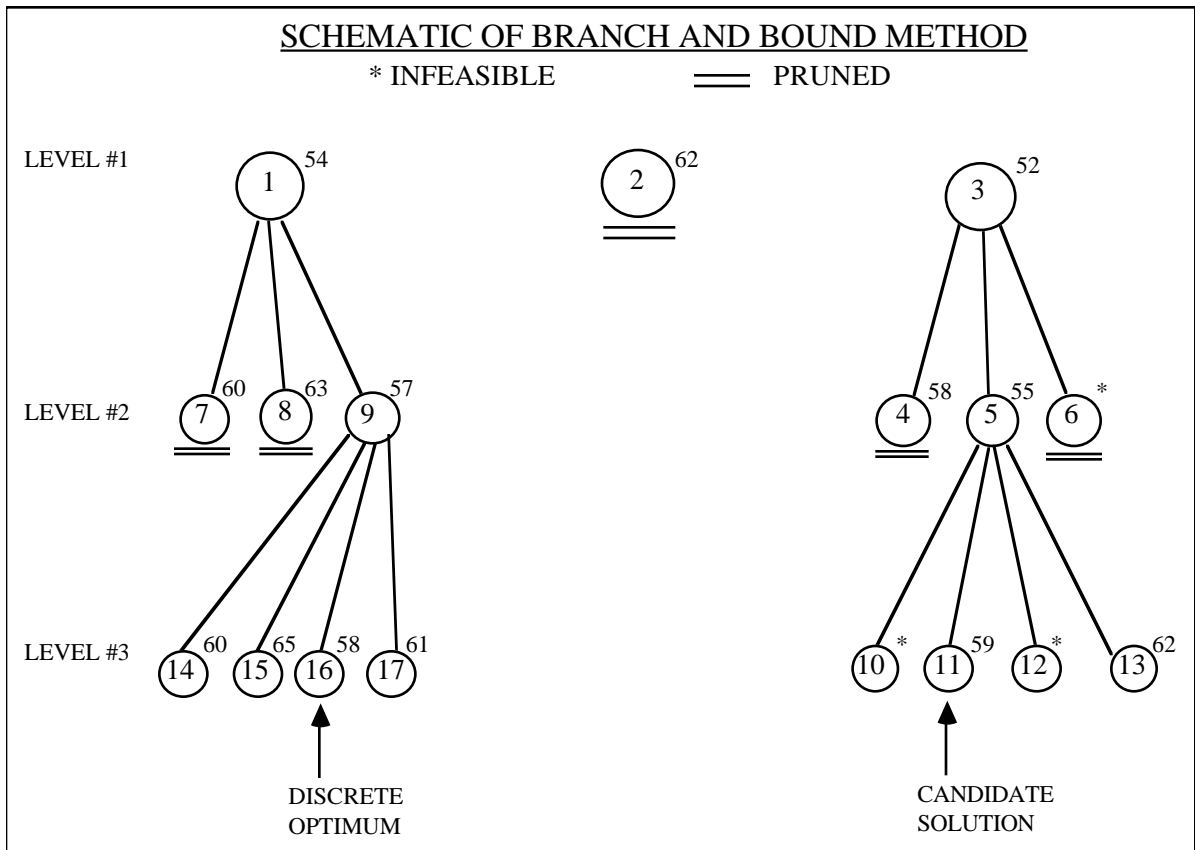 SCHEMATIC OF BRANCH AND BOUND METHOD
* INFEASIBLE PRUNED
LEVEL #1
1 54
2 62
3 52
LEVEL #2
7 60
8 63
9 57
4 58
5 55
6 *
LEVEL #3
14 60
15 65
16 58
17 61
10 *
11 59
12 *
13 62
DISCRETE
OPTIMUM
CANDIDATE
SOLUTION